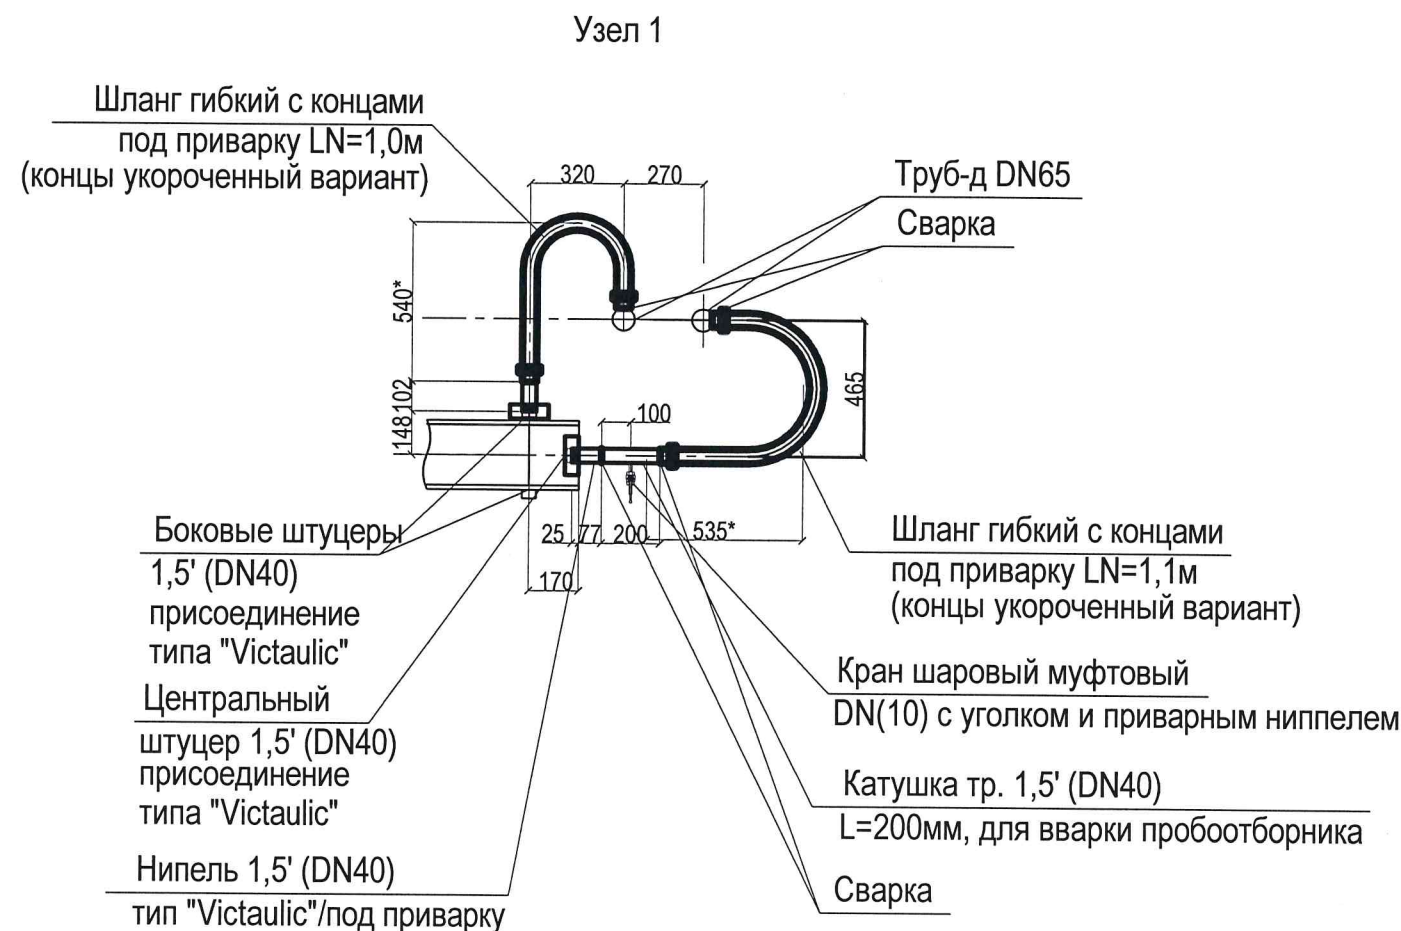 Узел 1
Шланг гибкий с концами
под приварку LN=1,0м
(концы укороченный вариант)
320
270
Труб-д DN65
Сварка
540*
102
148
465
100
25
77
200
535*
170
Боковые штуцеры
1,5' (DN40)
присоединение
типа "Victaulic"
Центральный
штуцер 1,5' (DN40)
присоединение
типа "Victaulic"
Нипель 1,5' (DN40)
тип "Victaulic"/под приварку
Шланг гибкий с концами
под приварку LN=1,1м
(концы укороченный вариант)
Кран шаровый муфтовый
DN(10) с уголком и приварным ниппелем
Катушка тр. 1,5' (DN40)
L=200мм, для вварки пробоотборника
Сварка